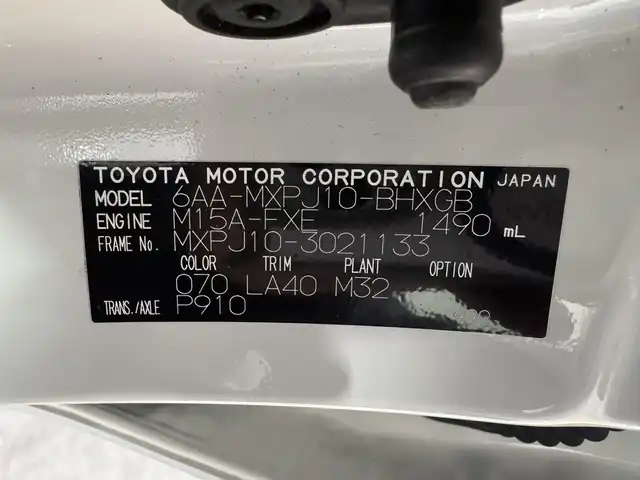 TOYOTA MOTOR CORPORATION JAPAN
MODEL 6AA-MXPJ10-BHXGB
ENGINE M15A-FXE 1490 mL
FRAME No. MXPJ10-3021133
COLOR TRIM PLANT OPTION
070 LA40 M32
TRANS./AXLE P910